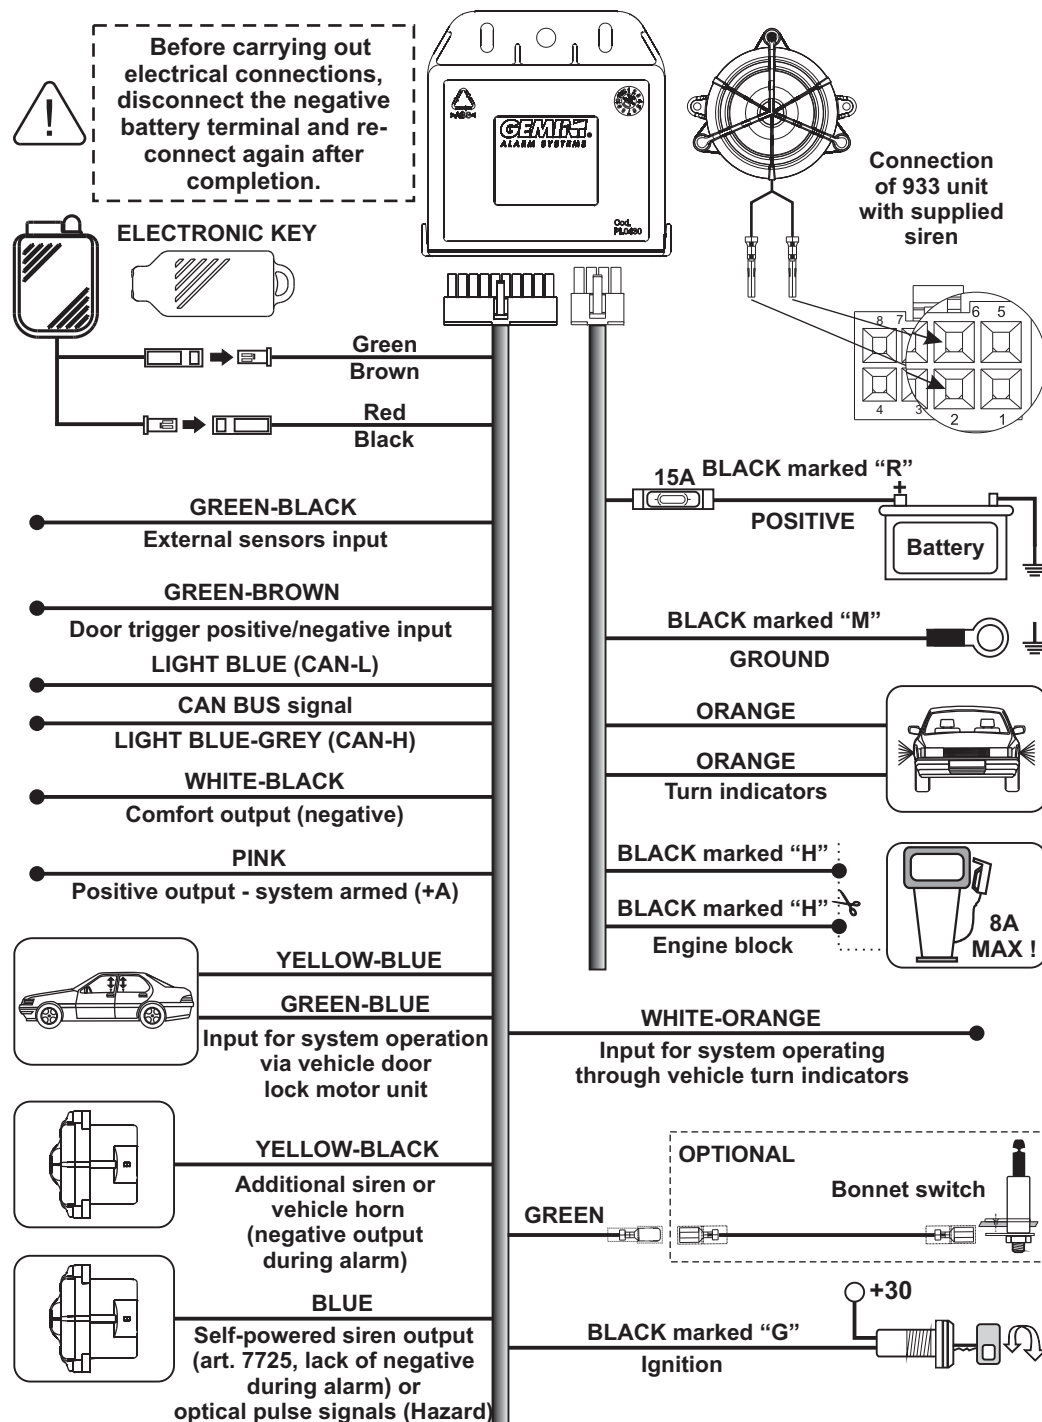 Before carrying out
electrical connections,
disconnect the negative
battery terminal and re-
connect again after
completion.
!
>ABS<
GEMINI®
ALARM SYSTEMS
Cod.
Connection
of 933 unit
with supplied
siren
ELECTRONIC KEY
8 7 6 5
4 3 2 1
Green
Brown
Red
Black
15A
BLACK marked “R”
+
POSITIVE
Battery
GREEN-BLACK
External sensors input
GREEN-BROWN
Door trigger positive/negative input
BLACK marked “M”
GROUND
LIGHT BLUE (CAN-L)
CAN BUS signal
LIGHT BLUE-GREY (CAN-H)
ORANGE
ORANGE
Turn indicators
WHITE-BLACK
Comfort output (negative)
PINK
Positive output - system armed (+A)
BLACK marked “H”
BLACK marked “H”
Engine block
8A
MAX !
YELLOW-BLUE
GREEN-BLUE
Input for system operation
via vehicle door
lock motor unit
WHITE-ORANGE
Input for system operating
through vehicle turn indicators
YELLOW-BLACK
Additional siren or
vehicle horn
(negative output
during alarm)
OPTIONAL
Bonnet switch
GREEN
BLUE
Self-powered siren output
(art. 7725, lack of negative
during alarm) or
optical pulse signals (Hazard)
+30
BLACK marked “G”
Ignition